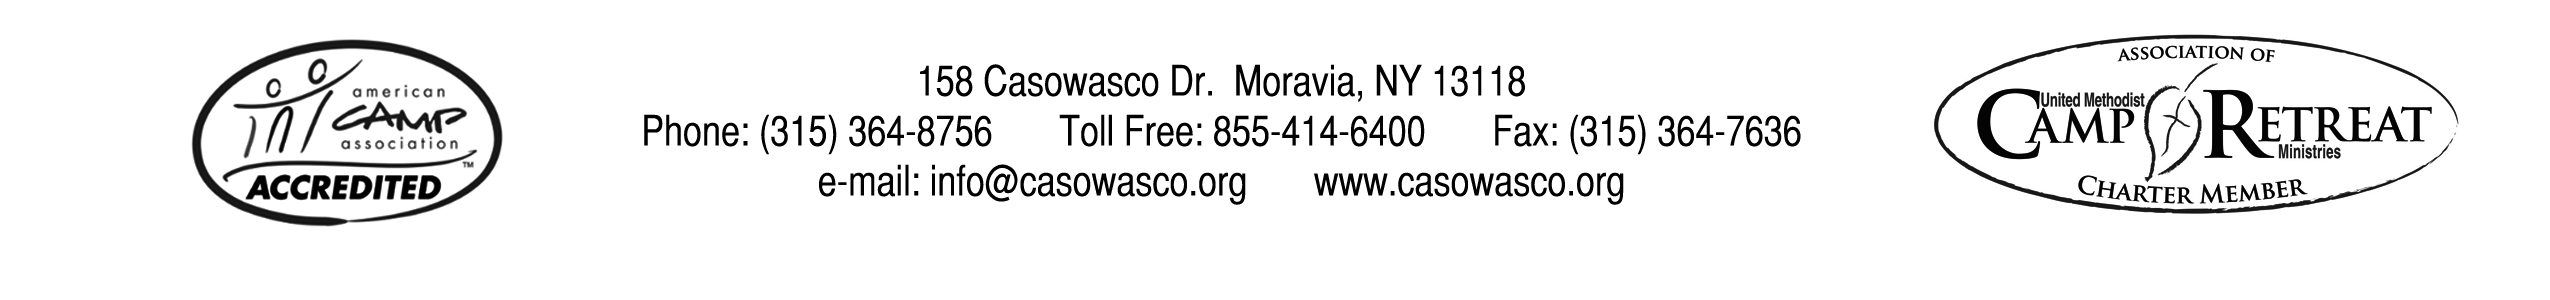 american
CAMP
association
™
ACCREDITED
158 Casowasco Dr.  Moravia, NY 13118
Phone: (315) 364-8756 Toll Free: 855-414-6400 Fax: (315) 364-7636
e-mail: info@casowasco.org www.casowasco.org
ASSOCIATION OF
United Methodist
CAMP RETREAT
Ministries
CHARTER MEMBER